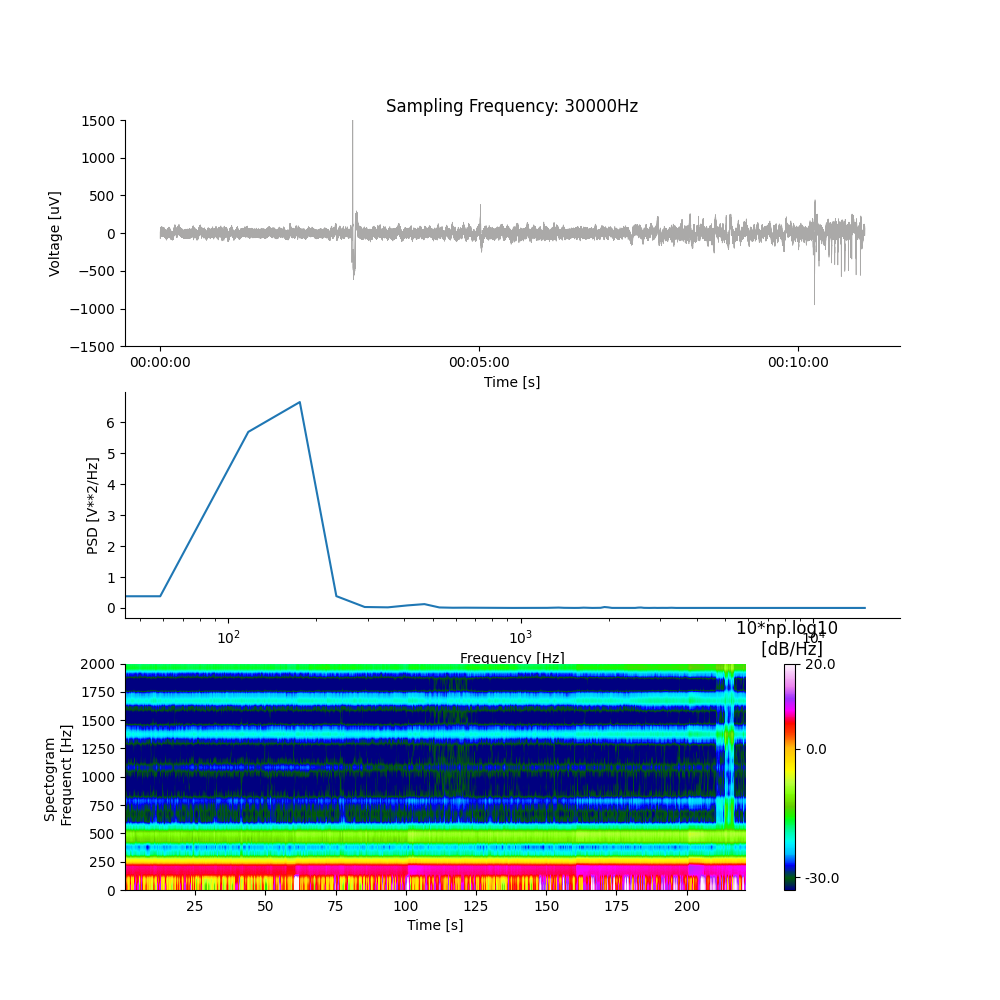 Sampling Frequency: 30000Hz
1500
1000
500
0
−500
−1000
−1500
Voltage [uV]
00:00:00 00:05:00 00:10:00
Time [s]
6
5
4
3
2
1
0
PSD [V**2/Hz]
10² 10³ 10⁴
Frequency [Hz]
10*np.log10
[dB/Hz]
2000
1750
1500
1250
1000
750
500
250
0
Spectogram
Frequenct [Hz]
25 50 75 100 125 150 175 200
Time [s]
20.0
0.0
-30.0